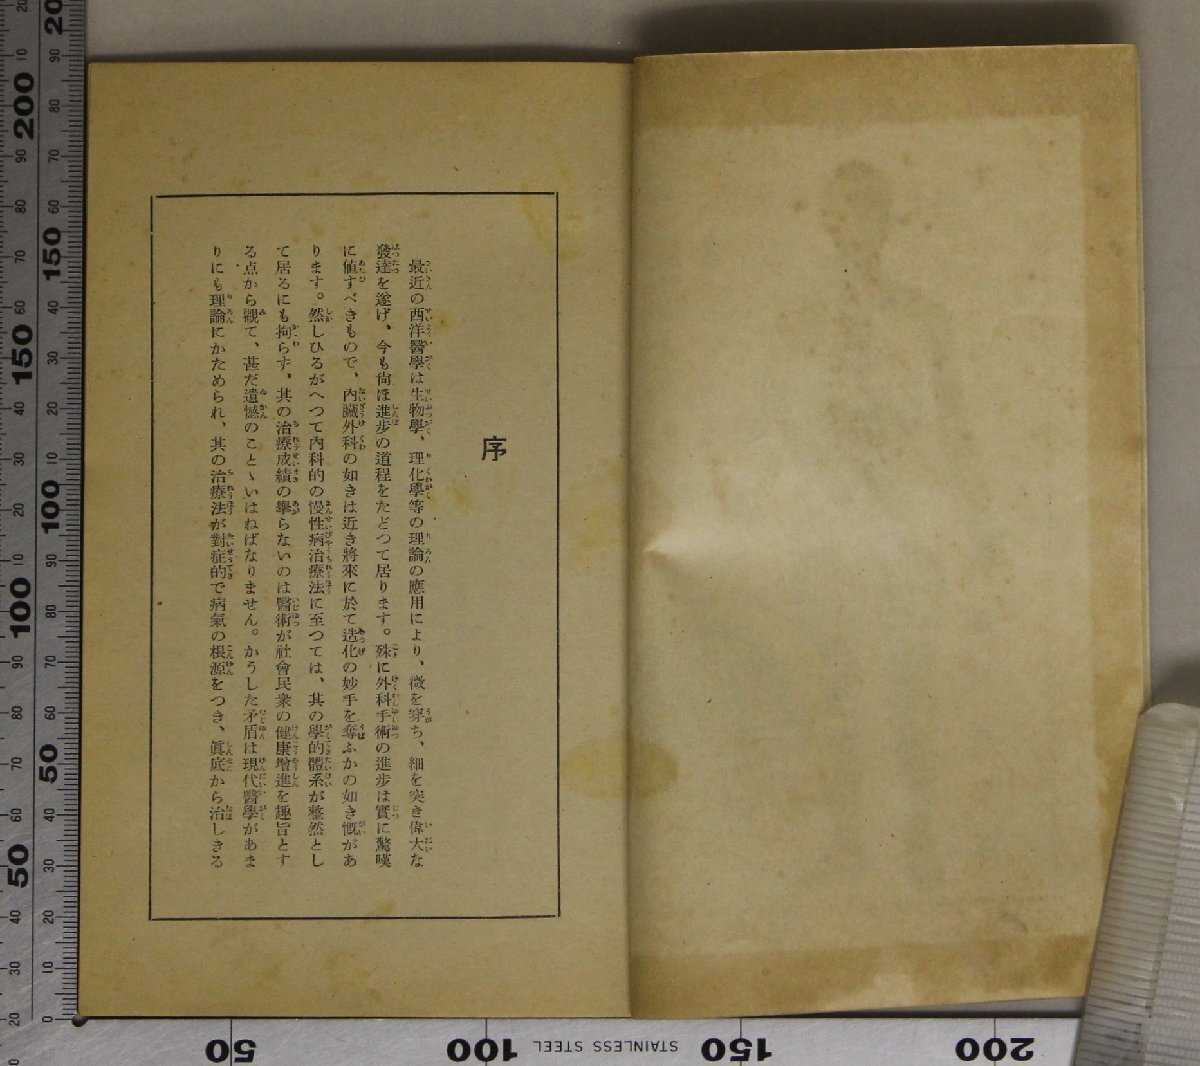 序
最近の西洋醫學は生物學、理化學等の理論の應用により、微を穿ち、細を突き偉大な
發達を遂げ、今も尙ほ進步の道程をたどつて居ります。殊に外科手術の進步は實に驚嘆
に値すべきもので、內臟外科の如きは近き將來に於て造化の妙手を奪ふかの如き慨があ
ります。然しひるがへつて內科的の慢性病治療法に至つては、其の學的體系が整然とし
て居るにも拘らず、其の治療成績の擧らないのは醫術が社會民衆の健康增進を趣旨とす
る点から觀て、甚だ遺憾のことゝいはねばなりません。かうした矛盾は現代醫學があま
りにも理論にかためられ、其の治療法が對症的で病氣の根源をつき、眞底から治しきる
50
100
STAINLESS STEEL
150
200